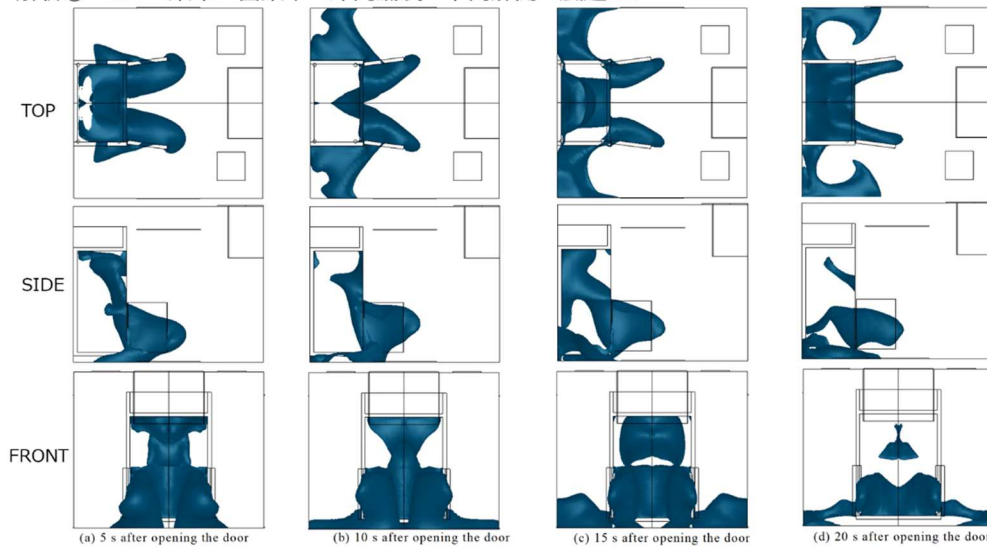 TOP
SIDE
FRONT
(a) 5 s after opening the door
(b) 10 s after opening the door
(c) 15 s after opening the door
(d) 20 s after opening the door